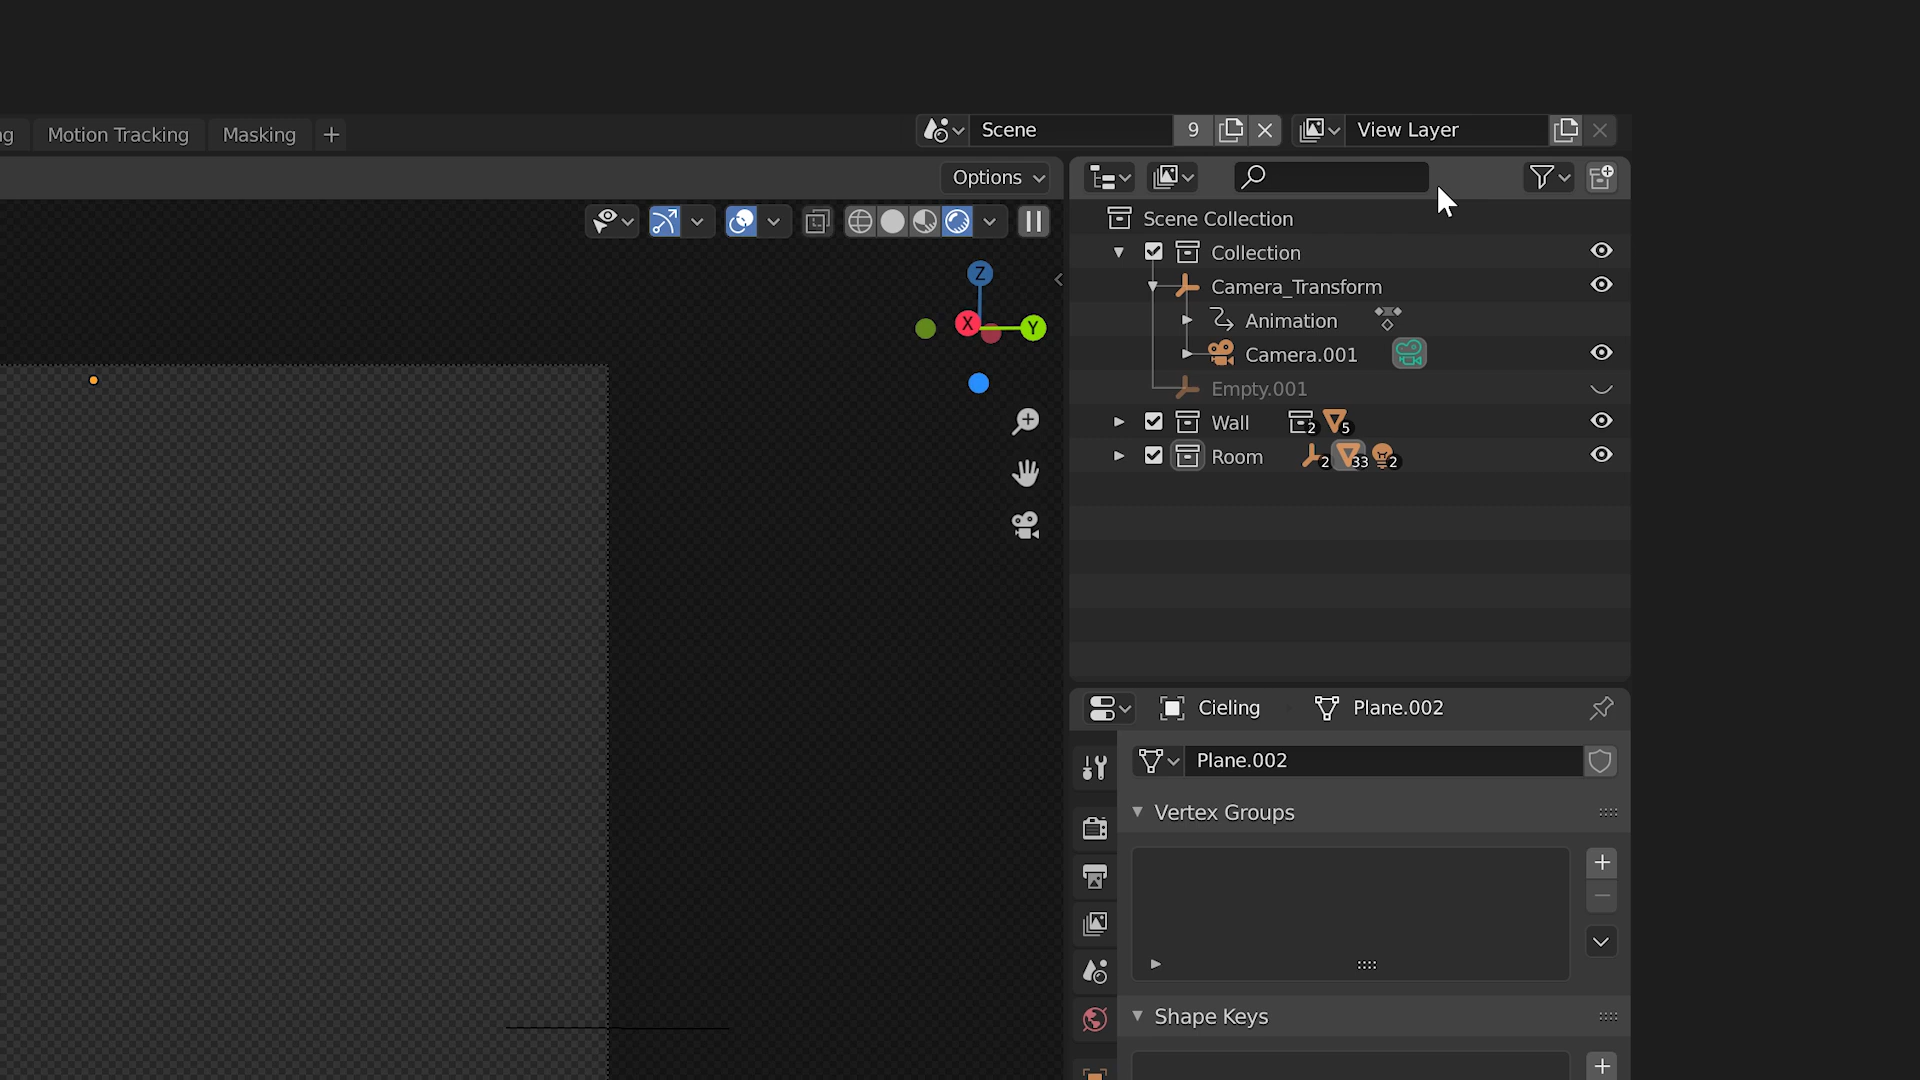 ng Motion Tracking Masking + Scene 9 View Layer
Options
Scene Collection
Collection
Z
Camera_Transform
X Y Animation
Camera.001
Empty.001
Wall 2 5
Room 2 33 2
Cieling Plane.002
Plane.002
Vertex Groups
Shape Keys